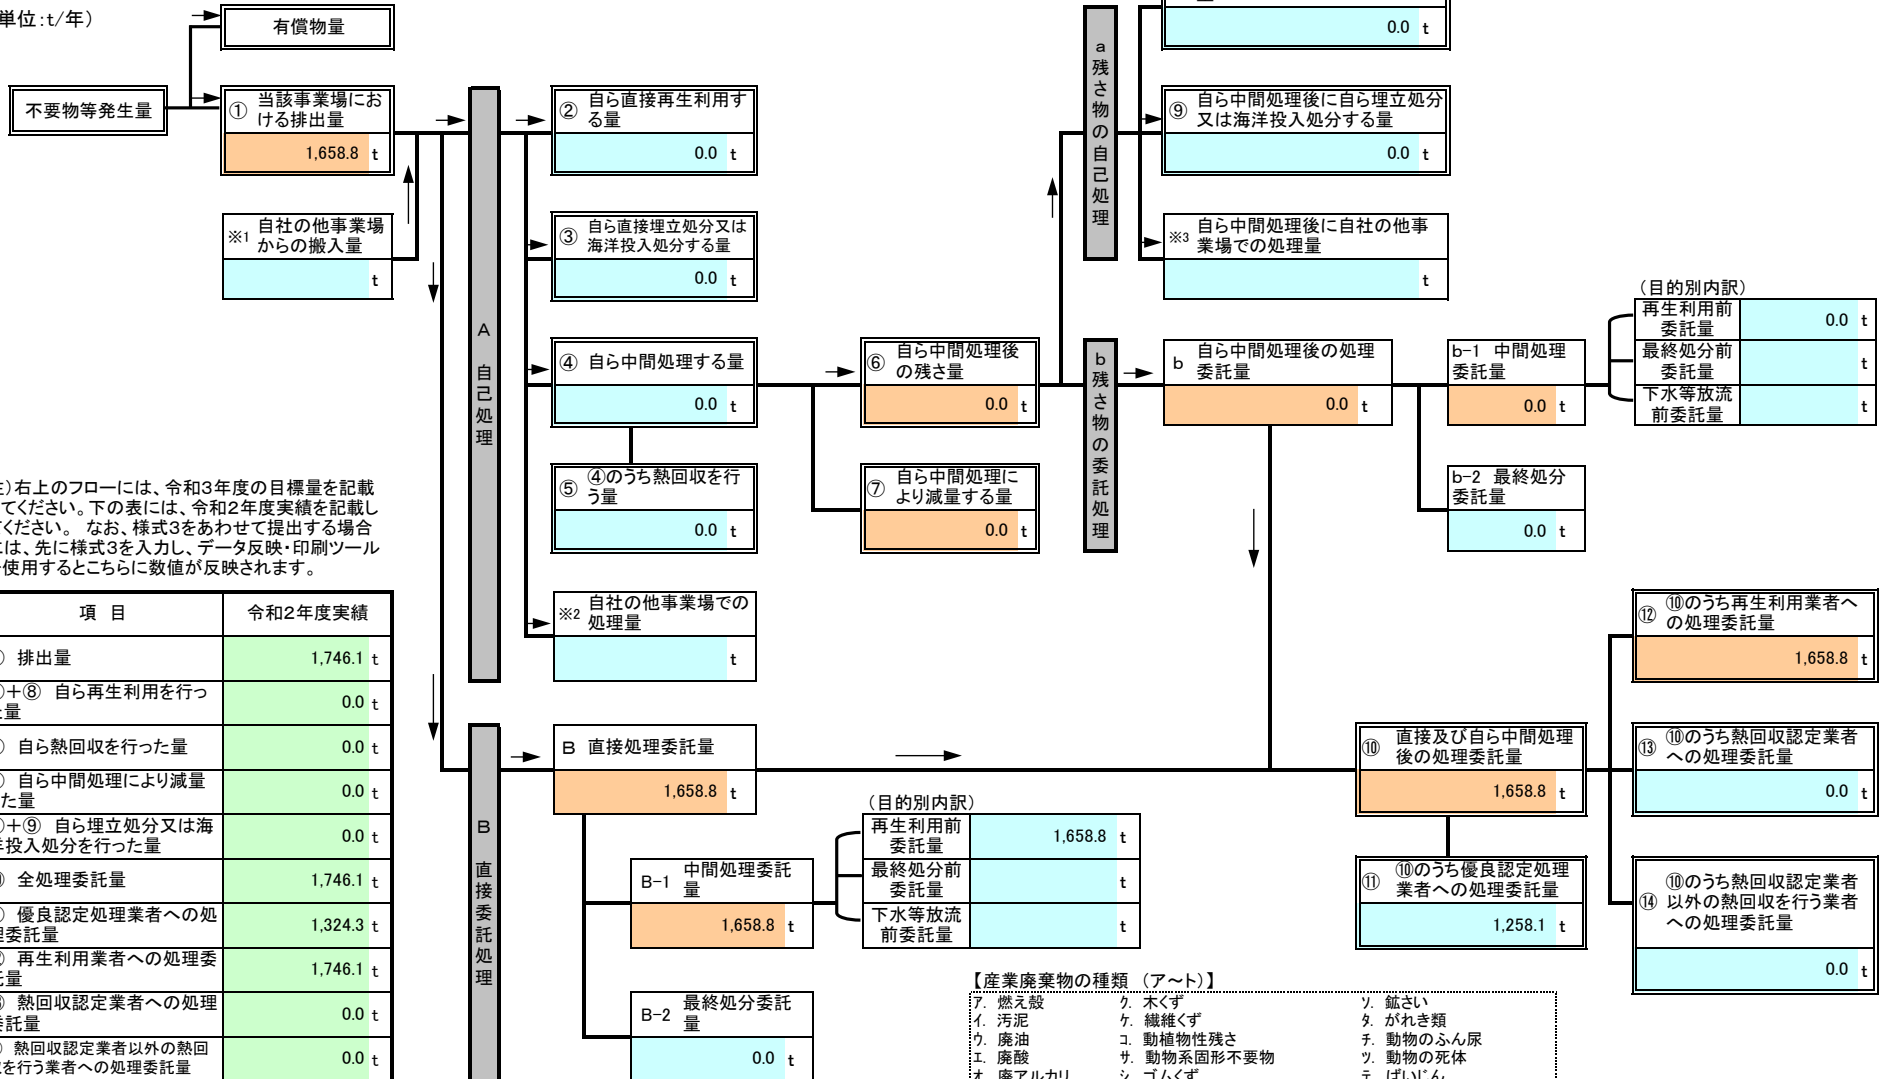 単位：t/年）
有償物量
不要物等発生量
① 当該事業場にお
ける排出量
1,658.8 t
※1 自社の他事業場
からの搬入量
t
A 自己処理
② 自ら直接再生利用す
る量
0.0 t
③ 自ら直接埋立処分又は
海洋投入処分する量
0.0 t
④ 自ら中間処理する量
0.0 t
⑤ ④のうち熱回収を行
う量
0.0 t
※2 自社の他事業場での
処理量
t
⑥ 自ら中間処理後
の残さ量
0.0 t
⑦ 自ら中間処理に
より減量する量
0.0 t
a 残さ物の自己処理
0.0 t
⑨ 自ら中間処理後に自ら埋立処分
又は海洋投入処分する量
0.0 t
※3 自ら中間処理後に自社の他事
業場での処理量
t
b 残さ物の委託処理
b 自ら中間処理後の処理
委託量
0.0 t
b-1 中間処理
委託量
0.0 t
b-2 最終処分
委託量
0.0 t
（目的別内訳）
再生利用前
委託量
0.0 t
最終処分前
委託量
t
下水等放流
前委託量
t
）右上のフローには、令和３年度の目標量を記載
てください。下の表には、令和２年度実績を記載し
ください。 なお、様式３をあわせて提出する場合
は、先に様式３を入力し、データ反映・印刷ツール
使用するとこちらに数値が反映されます。
項 目 令和２年度実績
） 排出量 1,746.1 t
）＋⑧ 自ら再生利用を行っ
量
0.0 t
） 自ら熱回収を行った量 0.0 t
） 自ら中間処理により減量
た量
0.0 t
）＋⑨ 自ら埋立処分又は海
投入処分を行った量
0.0 t
） 全処理委託量 1,746.1 t
） 優良認定処理業者への処
委託量
1,324.3 t
） 再生利用業者への処理委
量
1,746.1 t
） 熱回収認定業者への処理
託量
0.0 t
） 熱回収認定業者以外の熱回
を行う業者への処理委託量
0.0 t
B 直接委託処理
B 直接処理委託量
1,658.8 t
B-1 中間処理委託
量
1,658.8 t
B-2 最終処分委託
量
0.0 t
（目的別内訳）
再生利用前
委託量
1,658.8 t
最終処分前
委託量
t
下水等放流
前委託量
t
⑩ 直接及び自ら中間処理
後の処理委託量
1,658.8 t
⑪ ⑩のうち優良認定処理
業者への処理委託量
1,258.1 t
⑫ ⑩のうち再生利用業者へ
の処理委託量
1,658.8 t
⑬ ⑩のうち熱回収認定業者
への処理委託量
0.0 t
⑭ ⑩のうち熱回収認定業者
以外の熱回収を行う業者
への処理委託量
0.0 t
【産業廃棄物の種類 （ア～ト）】
ア. 燃え殻 ク. 木くず ソ. 鉱さい
イ. 汚泥 ケ. 繊維くず タ. がれき類
ウ. 廃油 コ. 動植物性残さ チ. 動物のふん尿
エ. 廃酸 サ. 動物系固形不要物 ツ. 動物の死体
オ. 廃アルカリ シ. ゴムくず テ. ばいじん